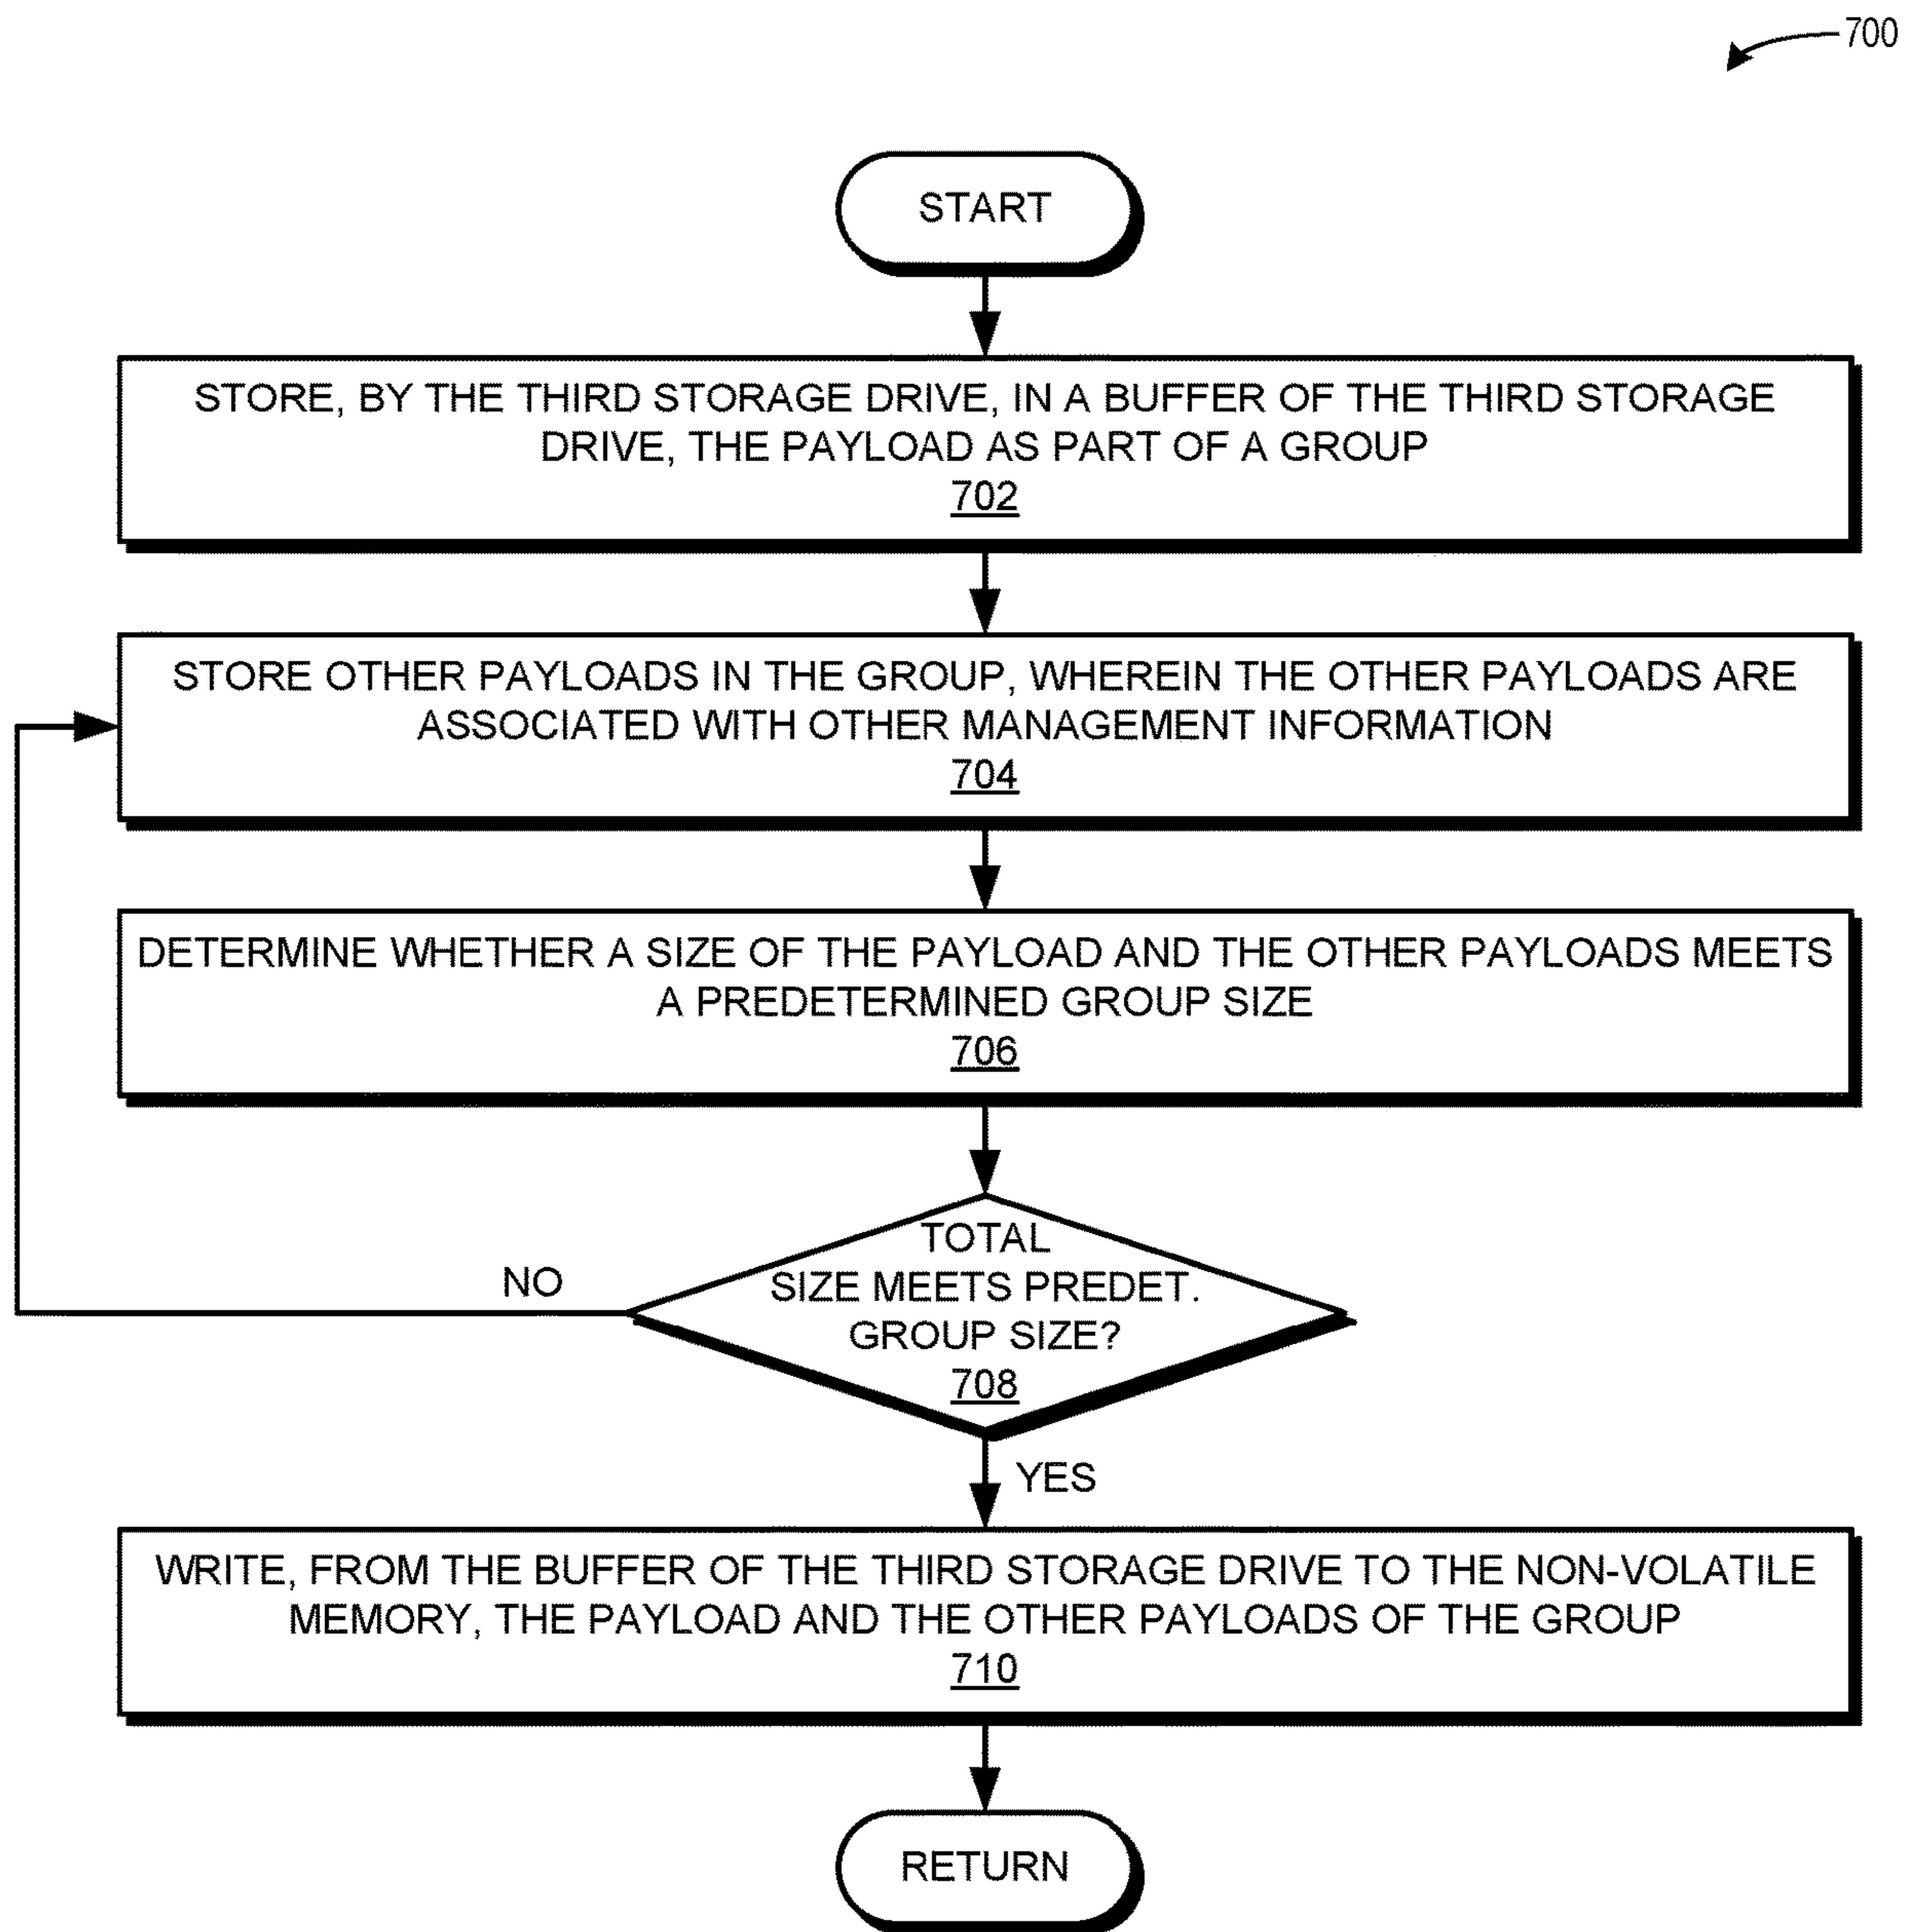 700
START
STORE, BY THE THIRD STORAGE DRIVE, IN A BUFFER OF THE THIRD STORAGE
DRIVE, THE PAYLOAD AS PART OF A GROUP
702
STORE OTHER PAYLOADS IN THE GROUP, WHEREIN THE OTHER PAYLOADS ARE
ASSOCIATED WITH OTHER MANAGEMENT INFORMATION
704
DETERMINE WHETHER A SIZE OF THE PAYLOAD AND THE OTHER PAYLOADS MEETS
A PREDETERMINED GROUP SIZE
706
TOTAL
SIZE MEETS PREDET.
GROUP SIZE?
708
NO
YES
WRITE, FROM THE BUFFER OF THE THIRD STORAGE DRIVE TO THE NON-VOLATILE
MEMORY, THE PAYLOAD AND THE OTHER PAYLOADS OF THE GROUP
710
RETURN